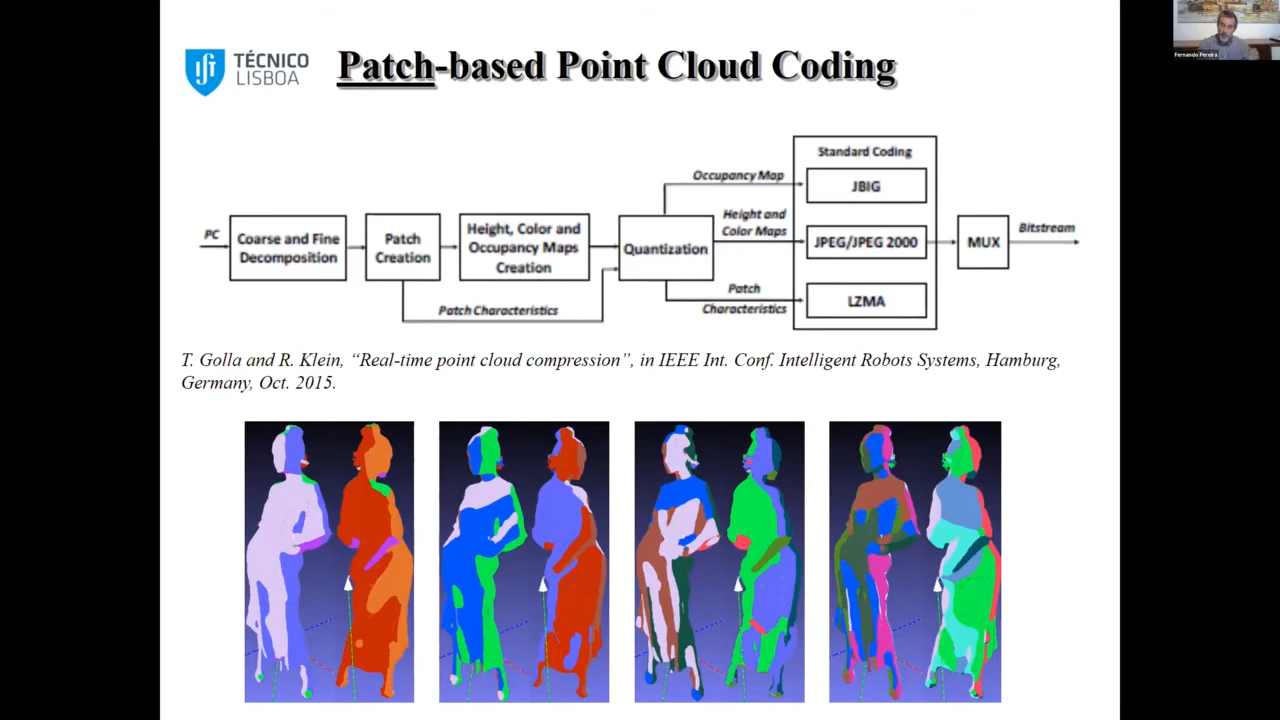 TÉCNICO
LISBOA
Patch-based Point Cloud Coding
Fernando Pereira
Standard Coding
Occupancy Map
JBIG
PC
Coarse and Fine
Decomposition
Patch
Creation
Height, Color and
Occupancy Maps
Creation
Quantization
Height and
Color Maps
JPEG/JPEG 2000
MUX
Bitstream
Patch Characteristics
Patch
Characteristics
LZMA
T. Golla and R. Klein, “Real-time point cloud compression”, in IEEE Int. Conf. Intelligent Robots Systems, Hamburg,
Germany, Oct. 2015.